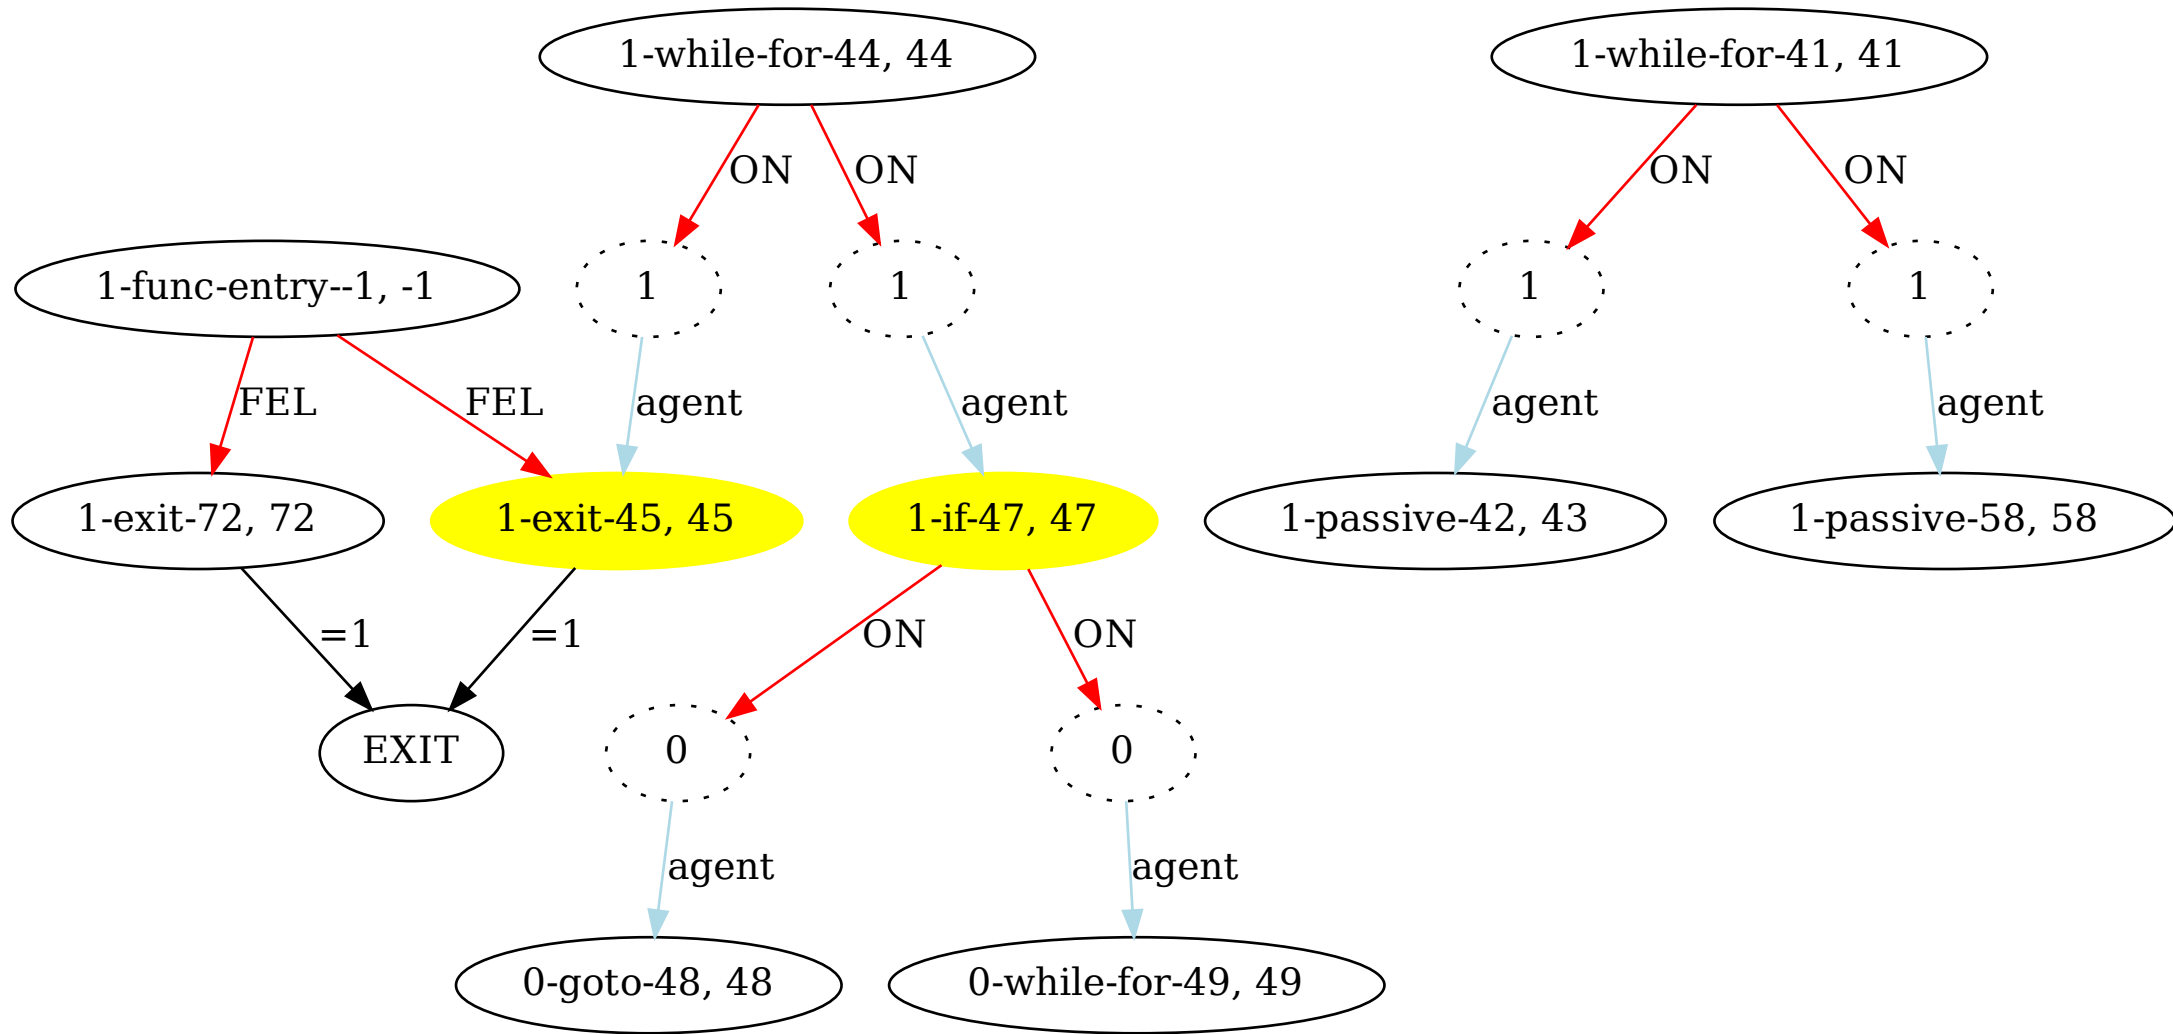 1-while-for-44, 44
1-while-for-41, 41
ON
ON
ON
ON
1-func-entry--1, -1
1
1
1
1
FEL
FEL
agent
agent
agent
agent
1-exit-72, 72
1-exit-45, 45
1-if-47, 47
1-passive-42, 43
1-passive-58, 58
=1
=1
ON
ON
EXIT
0
0
agent
agent
0-goto-48, 48
0-while-for-49, 49